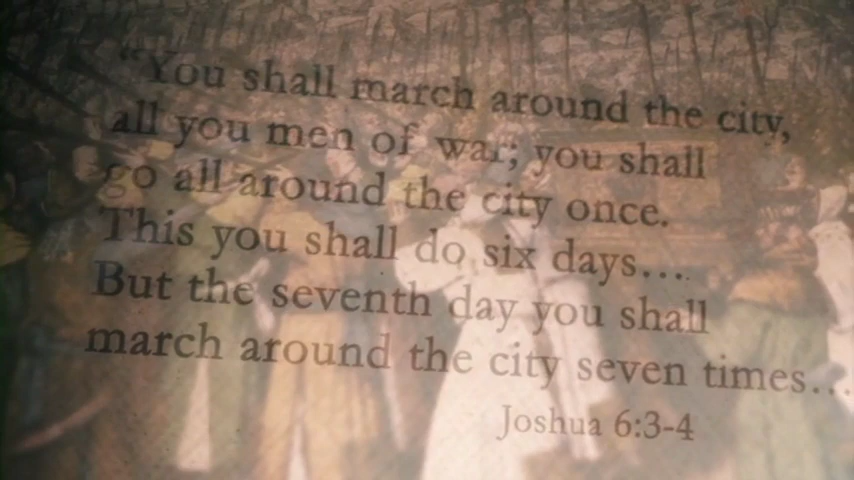 “You shall march around the city,
all you men of war; you shall
go all around the city once.
This you shall do six days....
But the seventh day you shall
march around the city seven times...
Joshua 6:3-4